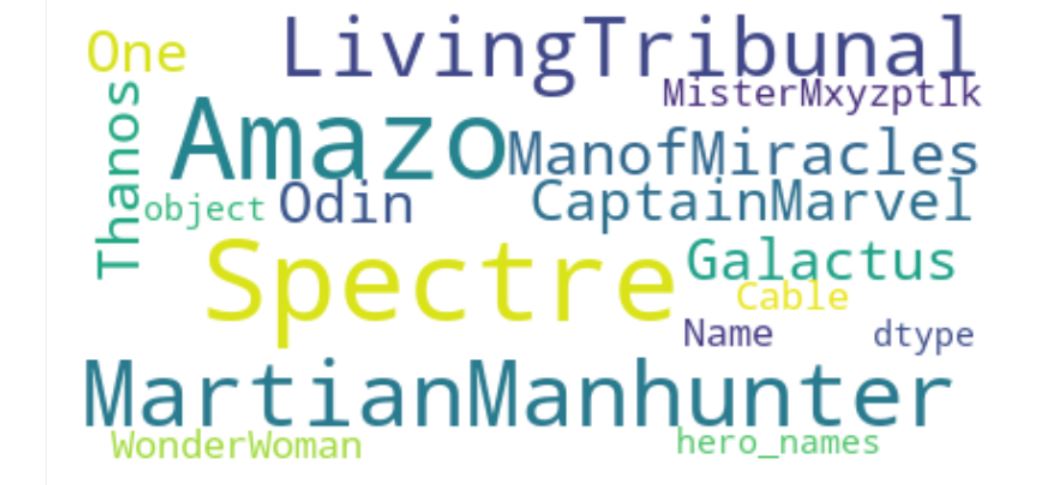 One
LivingTribunal
MisterMxyzptlk
Thanos
Amazo
ManofMiracles
object
Odin
CaptainMarvel
Spectre
Galactus
Cable
Name
dtype
MartianManhunter
WonderWoman
hero_names